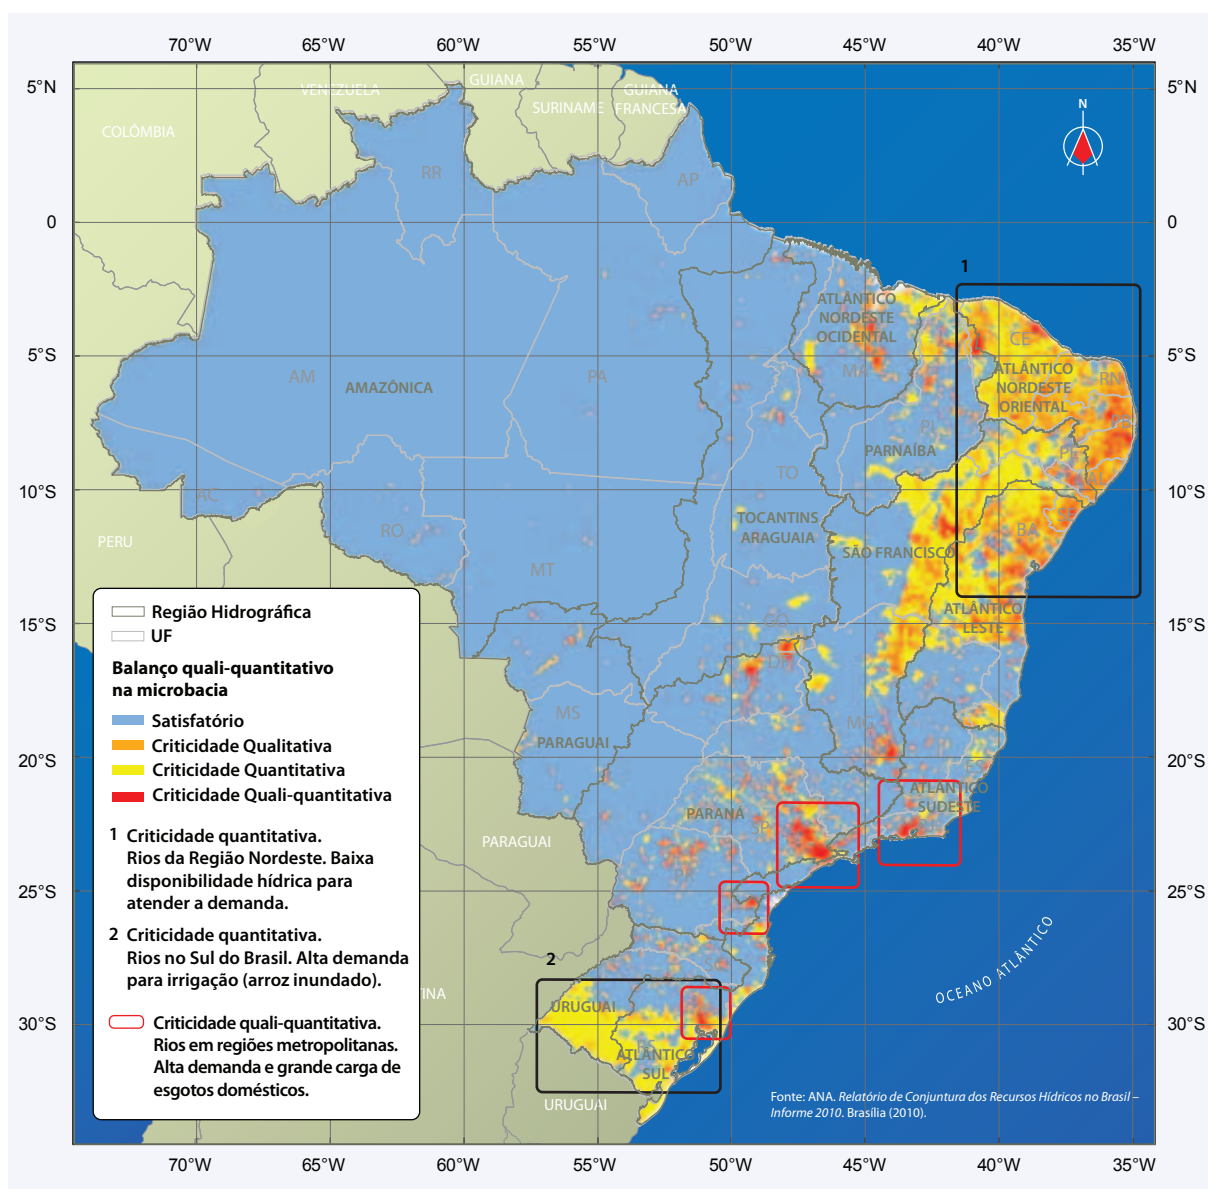 70°W 65°W 60°W 55°W 50°W 45°W 40°W 35°W
5°N
5°N
VENEZUELA
GUIANA
SURINAME
GUIANA
FRANCESA
COLÔMBIA
N
RR
AP
0
0
1
ATLÂNTICO
NORDESTE
OCIDENTAL
MA
CE
5°S
5°S
AM
AMAZÔNICA
PA
ATLÂNTICO
NORDESTE
ORIENTAL
RN
PB
PI
PARNAÍBA
PE
AL
TO
10°S
10°S
AC
RO
PERU
TOCANTINS
ARAGUAIA
SE
BA
SÃO FRANCISCO
MT
ATLÂNTICO
LESTE
15°S
15°S
GO
DF
MS
PARAGUAI
MG
20°S
20°S
ATLÂNTICO
SUDESTE
PARANÁ
SP
PARAGUAI
PR
25°S
25°S
OCEANO ATLÂNTICO
SC
2
URUGUAI
TINA
30°S
30°S
RS
ATLÂNTICO
SUL
URUGUAI
Região Hidrográfica
UF
Balanço quali-quantitativo
na microbacia
Satisfatório
Criticidade Qualitativa
Criticidade Quantitativa
Criticidade Quali-quantitativa
1 Criticidade quantitativa.
Rios da Região Nordeste. Baixa
disponibilidade hídrica para
atender a demanda.
2 Criticidade quantitativa.
Rios no Sul do Brasil. Alta demanda
para irrigação (arroz inundado).
Criticidade quali-quantitativa.
Rios em regiões metropolitanas.
Alta demanda e grande carga de
esgotos domésticos.
Fonte: ANA. Relatório de Conjuntura dos Recursos Hídricos no Brasil –
Informe 2010. Brasília (2010).
70°W 65°W 60°W 55°W 50°W 45°W 40°W 35°W